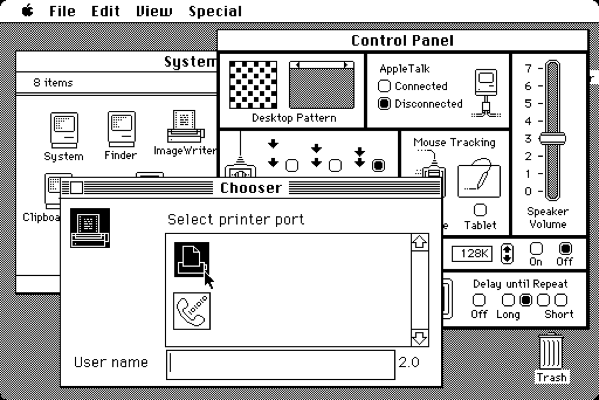 File Edit View Special
Control Panel
System
8 items
System
Finder
ImageWriter
AppleTalk
Connected
Disconnected
Desktop Pattern
7
6
5
4
3
2
1
0
Speaker
Volume
Mouse Tracking
Tablet
128K
On
Off
Delay until Repeat
Off Long Short
Chooser
Select printer port
User name
2.0
Trash